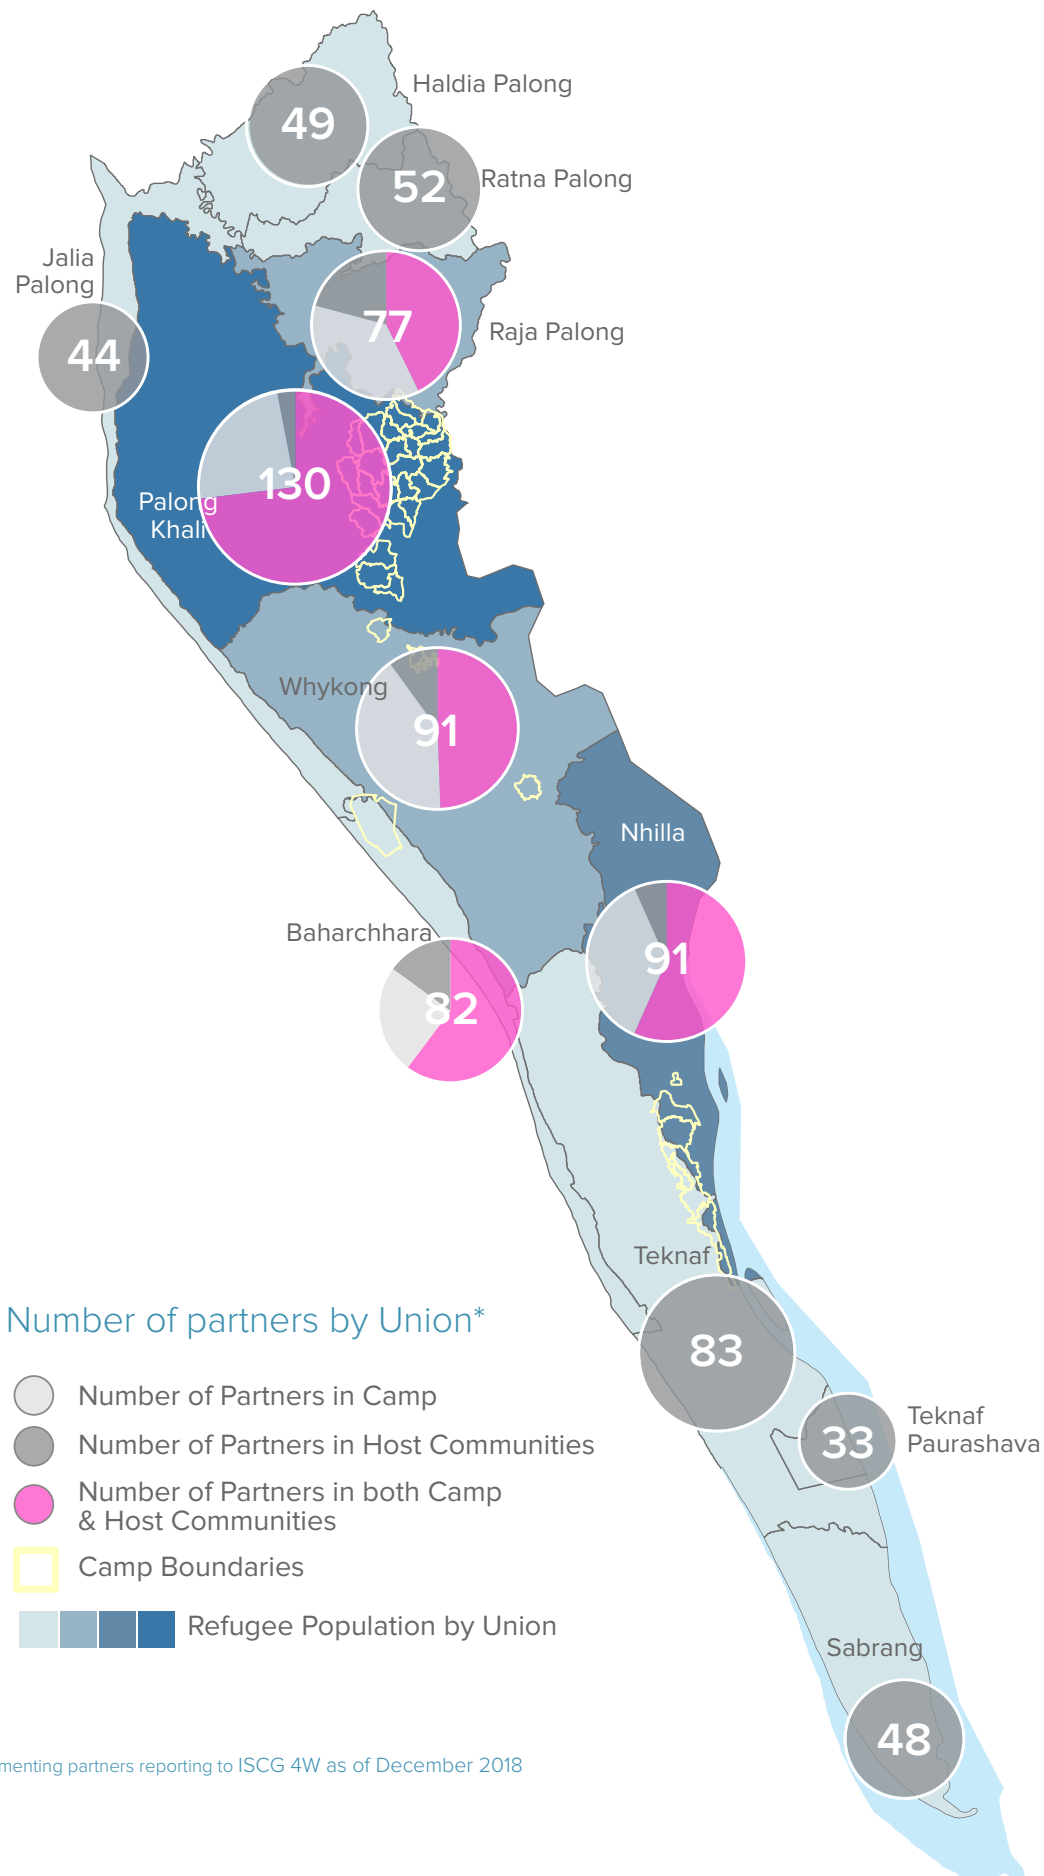 Haldia Palong
49
52
Ratna Palong
Jalia
Palong
44
77
Raja Palong
130
Palong
Khali
Whykong
91
Nhilla
91
Baharchhara
82
Teknaf
83
Teknaf
Paurashava
33
Sabrang
48
Number of partners by Union*
Number of Partners in Camp
Number of Partners in Host Communities
Number of Partners in both Camp
& Host Communities
Camp Boundaries
Refugee Population by Union
menting partners reporting to ISCG 4W as of December 2018